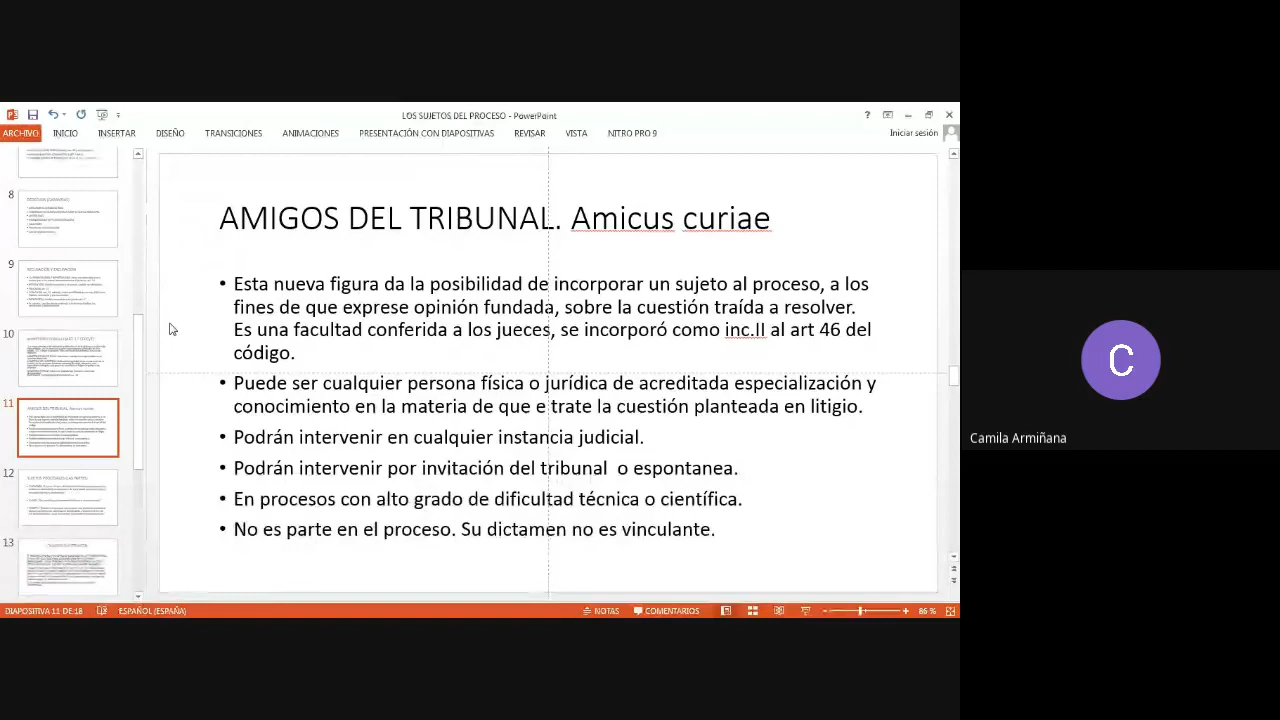 LOS SUJETOS DEL PROCESO - PowerPoint
ARCHIVO INICIO INSERTAR DISEÑO TRANSICIONES ANIMACIONES PRESENTACIÓN CON DIAPOSITIVAS REVISAR VISTA NITRO PRO 9 Iniciar sesión
8
9
10
11
12
13
AMIGOS DEL TRIBUNAL. Amicus curiae
• Esta nueva figura da la posibilidad de incorporar un sujeto al proceso, a los
fines de que exprese opinión fundada, sobre la cuestión traída a resolver.
Es una facultad conferida a los jueces, se incorporó como inc.II al art 46 del
código.
• Puede ser cualquier persona física o jurídica de acreditada especialización y
conocimiento en la materia de que e trate la cuestión planteada en litigio.
• Podrán intervenir en cualquier instancia judicial.
• Podrán intervenir por invitación del tribunal o espontanea.
• En procesos con alto grado de dificultad técnica o científica.
• No es parte en el proceso. Su dictamen no es vinculante.
C
Camila Armiñana
DIAPOSITIVA 11 DE 18 ESPAÑOL (ESPAÑA) NOTAS COMENTARIOS 86 %